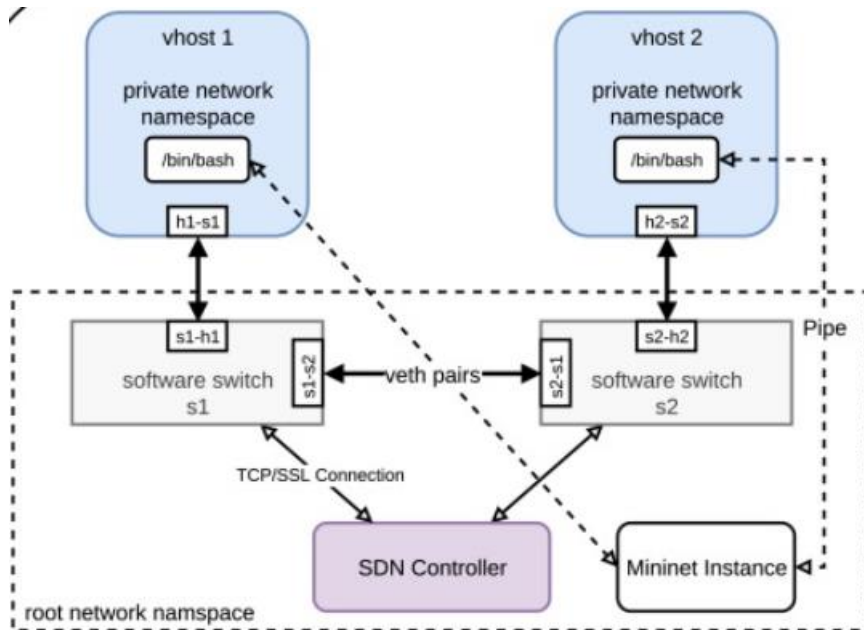 vhost 1
vhost 2
private network
namespace
private network
namespace
/bin/bash
/bin/bash
h1-s1
h2-s2
s1-h1
s2-h2
Pipe
s1-s2
veth pairs
s2-s1
software switch
s1
software switch
s2
TCP/SSL Connection
SDN Controller
Mininet Instance
root network namspace